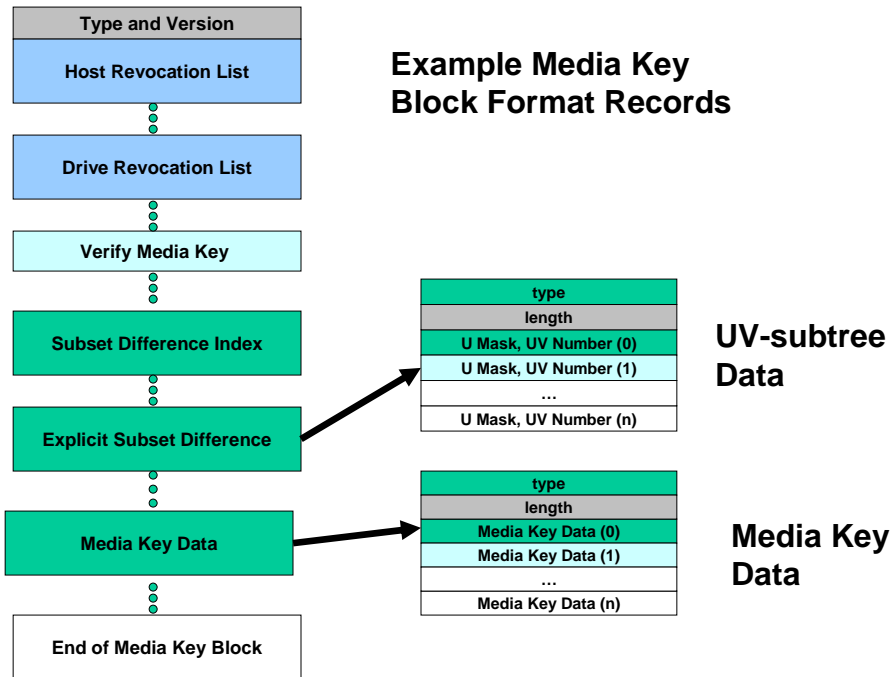 Type and Version
Host Revocation List
Example Media Key
Block Format Records
Drive Revocation List
Verify Media Key
Subset Difference Index
Explicit Subset Difference
type
length
U Mask, UV Number (0)
U Mask, UV Number (1)
…
U Mask, UV Number (n)
UV-subtree
Data
Media Key Data
type
length
Media Key Data (0)
Media Key Data (1)
…
Media Key Data (n)
Media Key
Data
End of Media Key Block